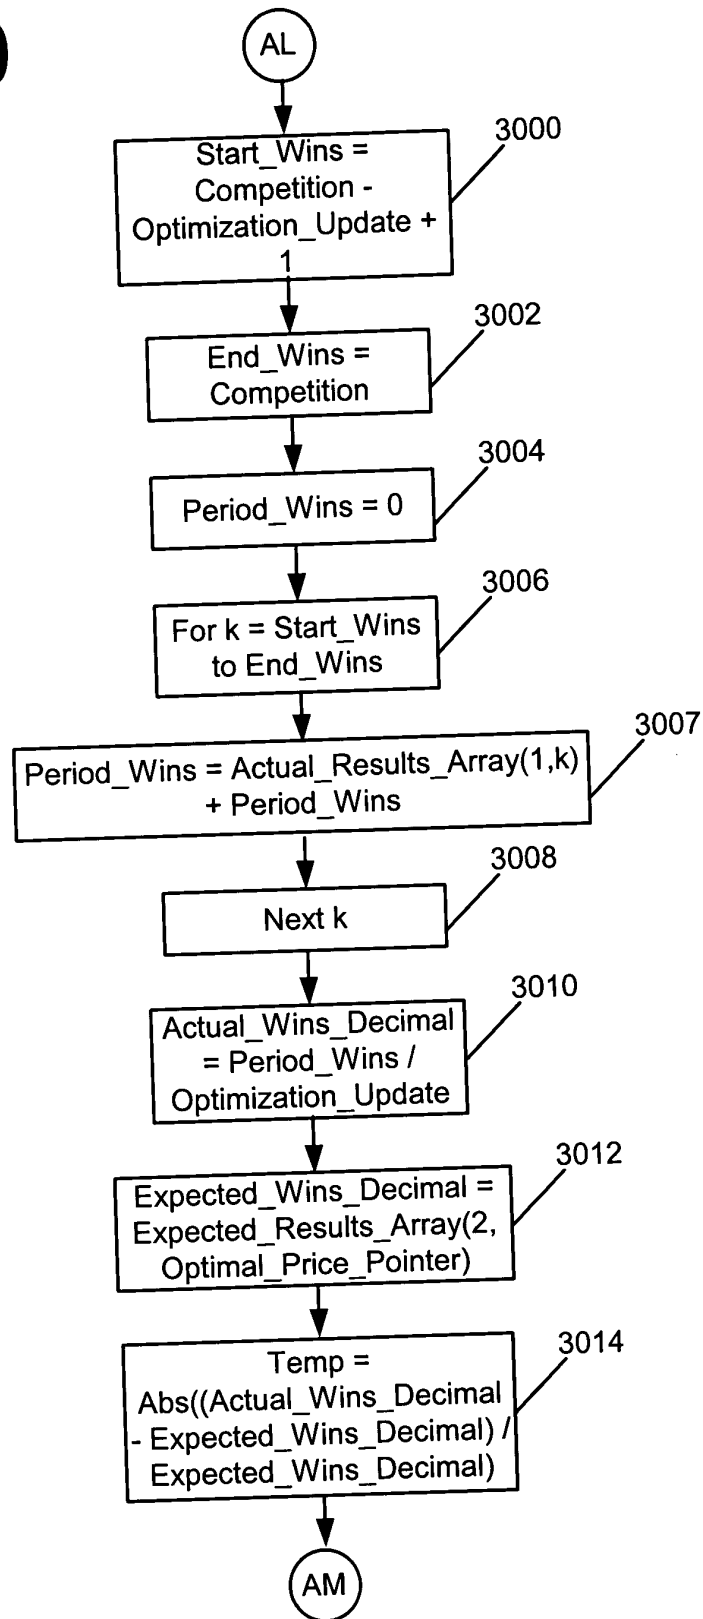 AL
3000
Start_Wins =
Competition -
Optimization_Update +
1
3002
End_Wins =
Competition
3004
Period_Wins = 0
3006
For k = Start_Wins
to End_Wins
3007
Period_Wins = Actual_Results_Array(1,k)
+ Period_Wins
3008
Next k
3010
Actual_Wins_Decimal
= Period_Wins /
Optimization_Update
3012
Expected_Wins_Decimal =
Expected_Results_Array(2,
Optimal_Price_Pointer)
3014
Temp =
Abs((Actual_Wins_Decimal
- Expected_Wins_Decimal) /
Expected_Wins_Decimal)
AM